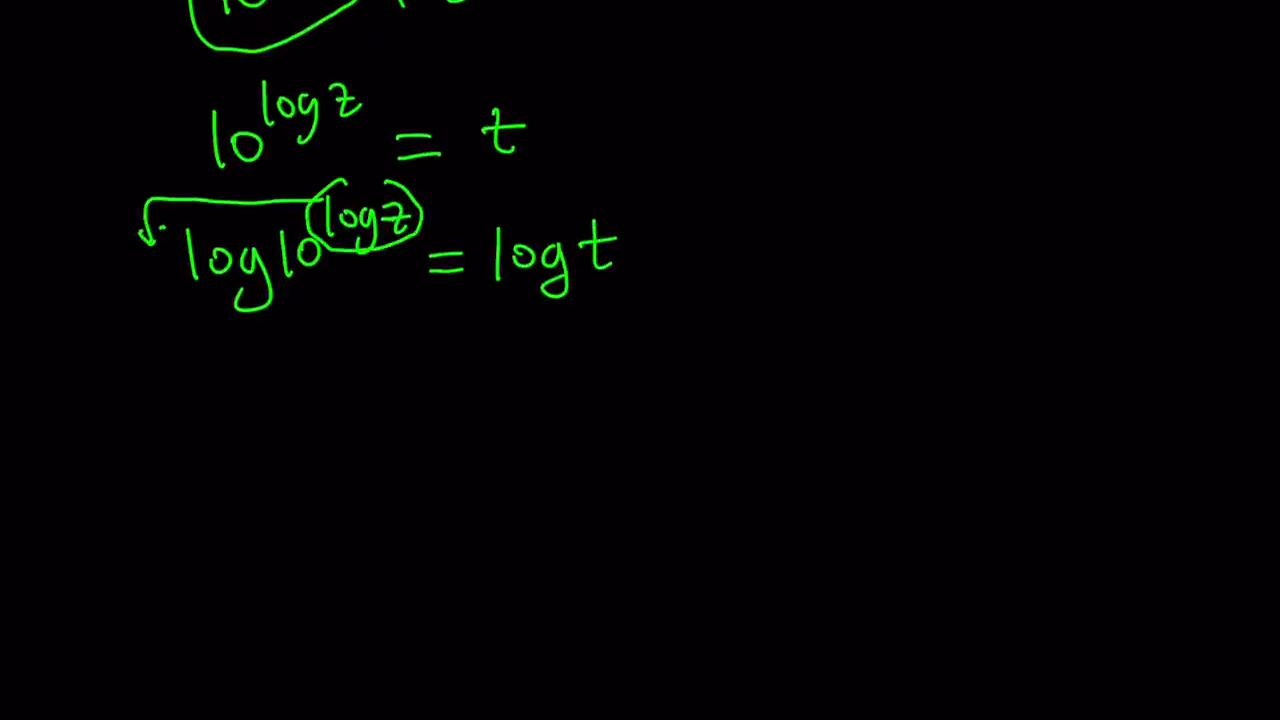 10^{log z} = t
log 10^{(log z)} = log t